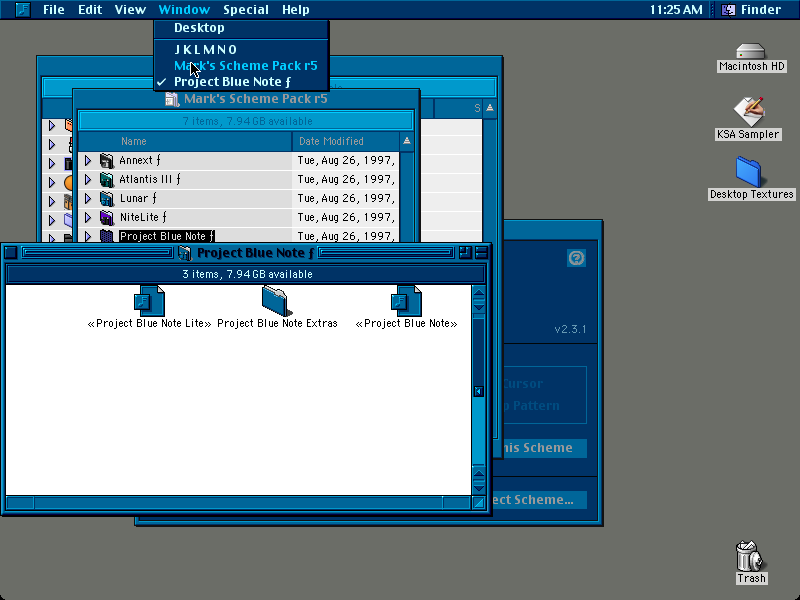 File Edit View Window Special Help 11:25 AM Finder
Desktop
J K L M N O
Mark's Scheme Pack r5
✓ Project Blue Note ƒ
Mark's Scheme Pack r5
7 items, 7.94 GB available
S
Name Date Modified
Annext ƒ Tue, Aug 26, 1997,
Atlantis III ƒ Tue, Aug 26, 1997,
Lunar ƒ Tue, Aug 26, 1997,
NiteLite ƒ Tue, Aug 26, 1997,
Project Blue Note ƒ Tue, Aug 26, 1997,
Project Blue Note ƒ
3 items, 7.94 GB available
«Project Blue Note Lite» Project Blue Note Extras «Project Blue Note»
v2.3.1
Cursor
p Pattern
his Scheme
ect Scheme...
Macintosh HD
KSA Sampler
Desktop Textures
Trash